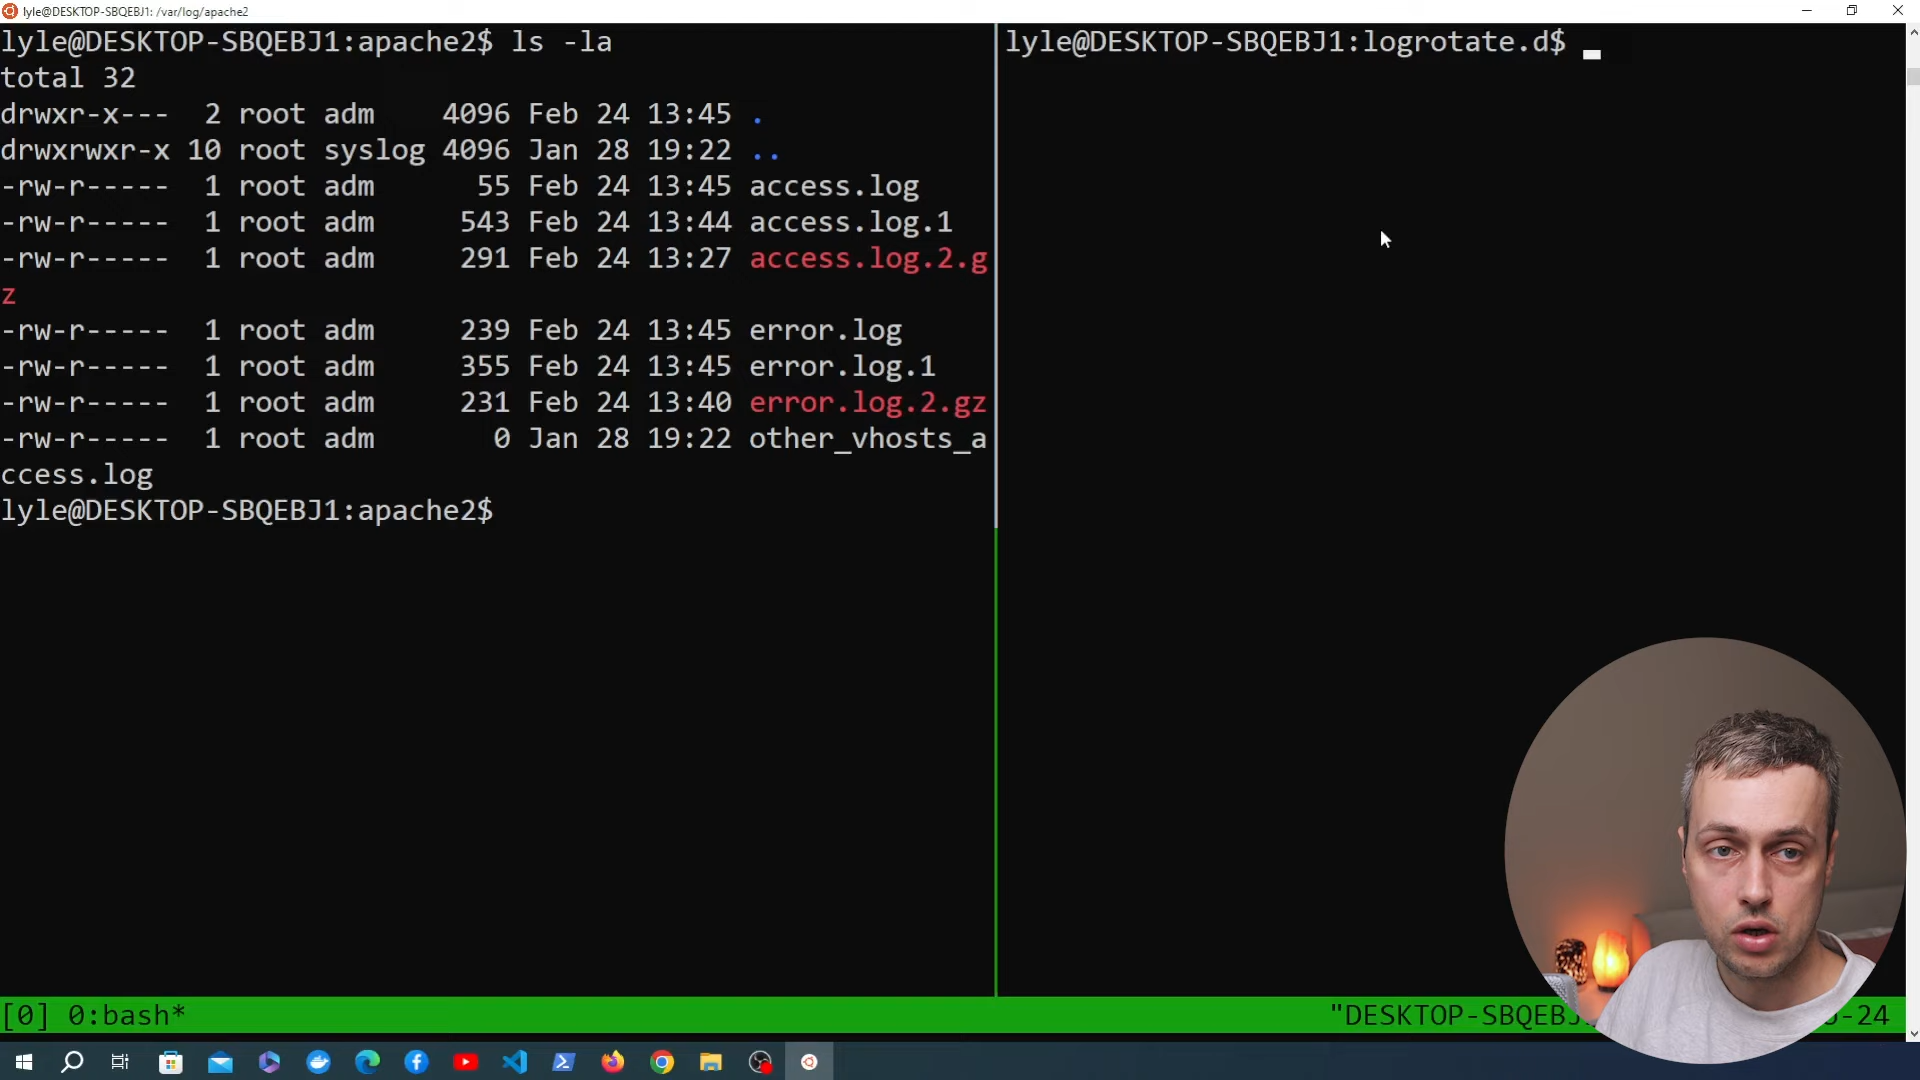 lyle@DESKTOP-SBQEBJ1: /var/log/apache2
lyle@DESKTOP-SBQEBJ1:apache2$ ls -la
total 32
drwxr-x---  2 root adm    4096 Feb 24 13:45 .
drwxrwxr-x 10 root syslog 4096 Jan 28 19:22 ..
-rw-r-----  1 root adm      55 Feb 24 13:45 access.log
-rw-r-----  1 root adm     543 Feb 24 13:44 access.log.1
-rw-r-----  1 root adm     291 Feb 24 13:27 access.log.2.g
z
-rw-r-----  1 root adm     239 Feb 24 13:45 error.log
-rw-r-----  1 root adm     355 Feb 24 13:45 error.log.1
-rw-r-----  1 root adm     231 Feb 24 13:40 error.log.2.gz
-rw-r-----  1 root adm       0 Jan 28 19:22 other_vhosts_a
ccess.log
lyle@DESKTOP-SBQEBJ1:apache2$
lyle@DESKTOP-SBQEBJ1:logrotate.d$
[0] 0:bash*
"DESKTOP-SBQEBJ
-24